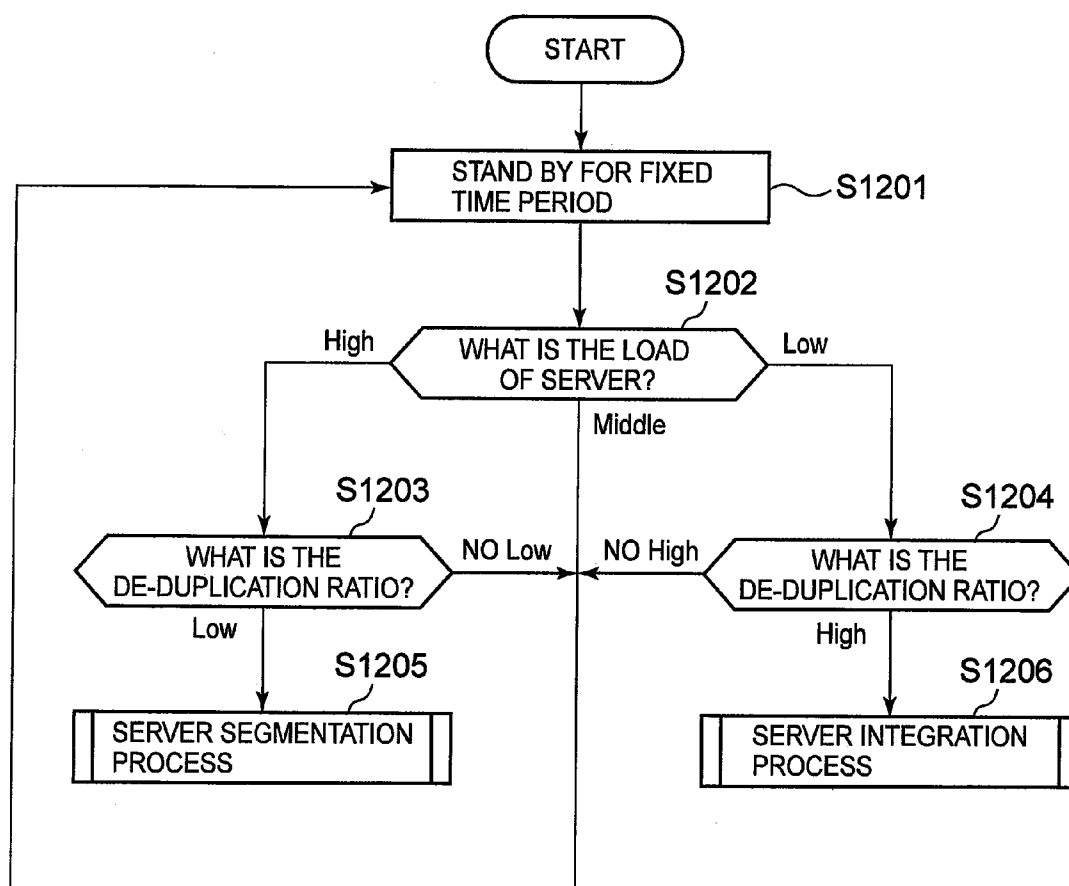 START
STAND BY FOR FIXED
TIME PERIOD
S1201
S1202
High
WHAT IS THE LOAD
OF SERVER?
Low
Middle
S1203
WHAT IS THE
DE-DUPLICATION RATIO?
NO Low
NO High
S1204
WHAT IS THE
DE-DUPLICATION RATIO?
Low
High
S1205
SERVER SEGMENTATION
PROCESS
S1206
SERVER INTEGRATION
PROCESS